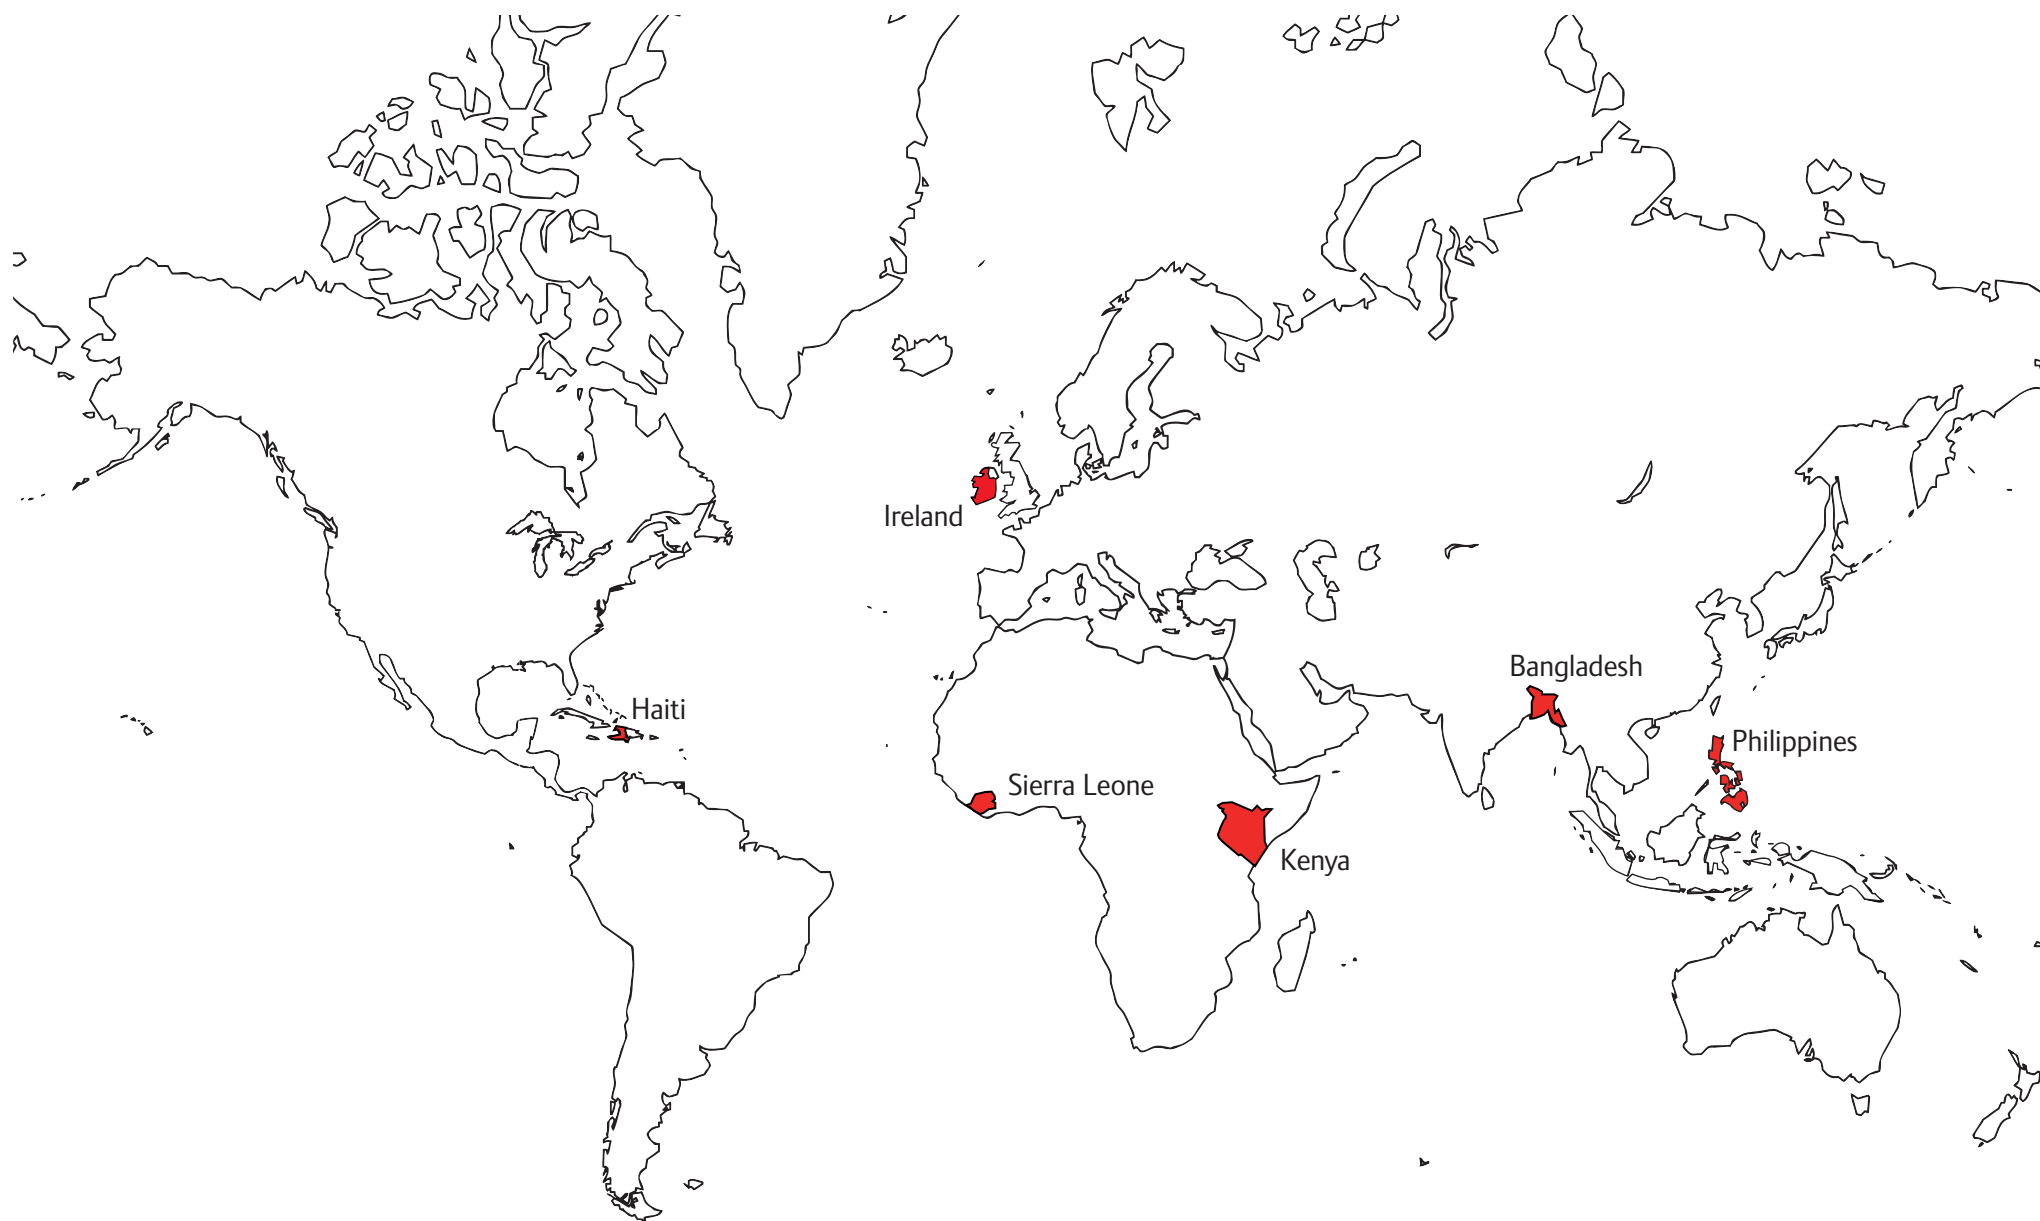 Ireland
Bangladesh
Haiti
Philippines
Sierra Leone
Kenya